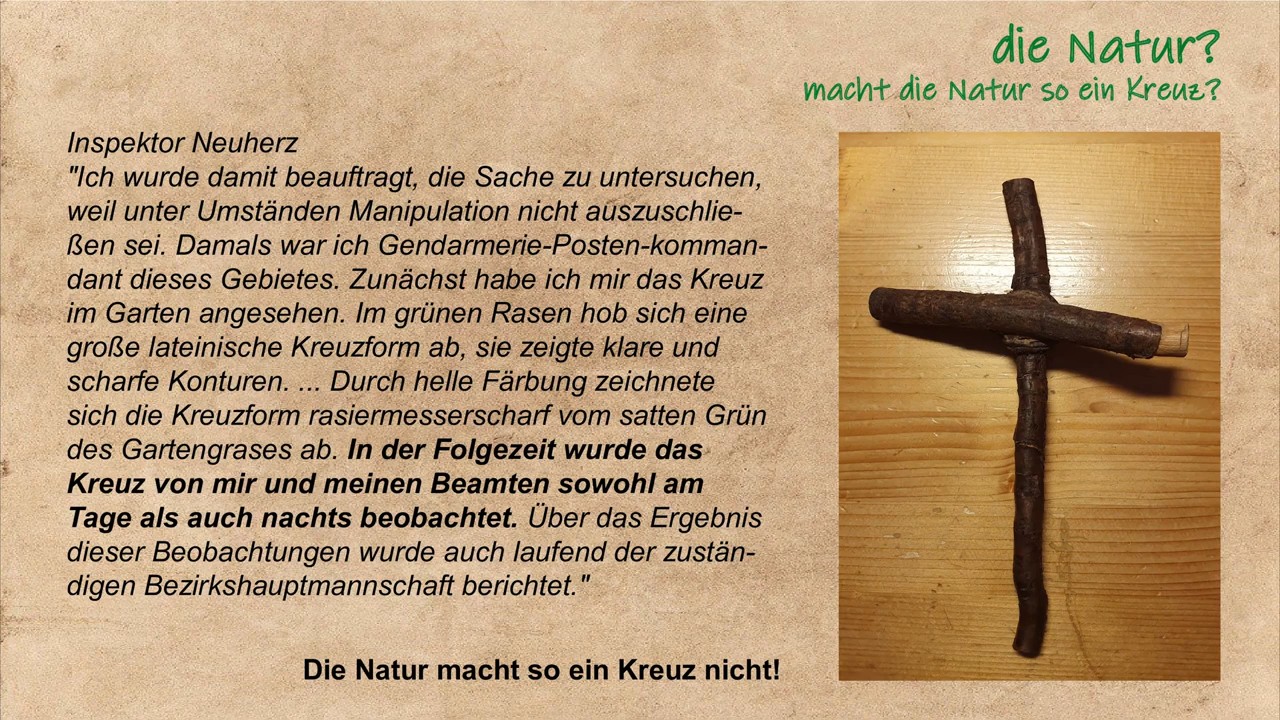 die Natur?
macht die Natur so ein Kreuz?
Inspektor Neuherz
"Ich wurde damit beauftragt, die Sache zu untersuchen,
weil unter Umständen Manipulation nicht auszuschlie-
ßen sei. Damals war ich Gendarmerie-Posten-komman-
dant dieses Gebietes. Zunächst habe ich mir das Kreuz
im Garten angesehen. Im grünen Rasen hob sich eine
große lateinische Kreuzform ab, sie zeigte klare und
scharfe Konturen. ... Durch helle Färbung zeichnete
sich die Kreuzform rasiermesserscharf vom satten Grün
des Gartengrases ab. In der Folgezeit wurde das
Kreuz von mir und meinen Beamten sowohl am
Tage als auch nachts beobachtet. Über das Ergebnis
dieser Beobachtungen wurde auch laufend der zustän-
digen Bezirkshauptmannschaft berichtet."
Die Natur macht so ein Kreuz nicht!